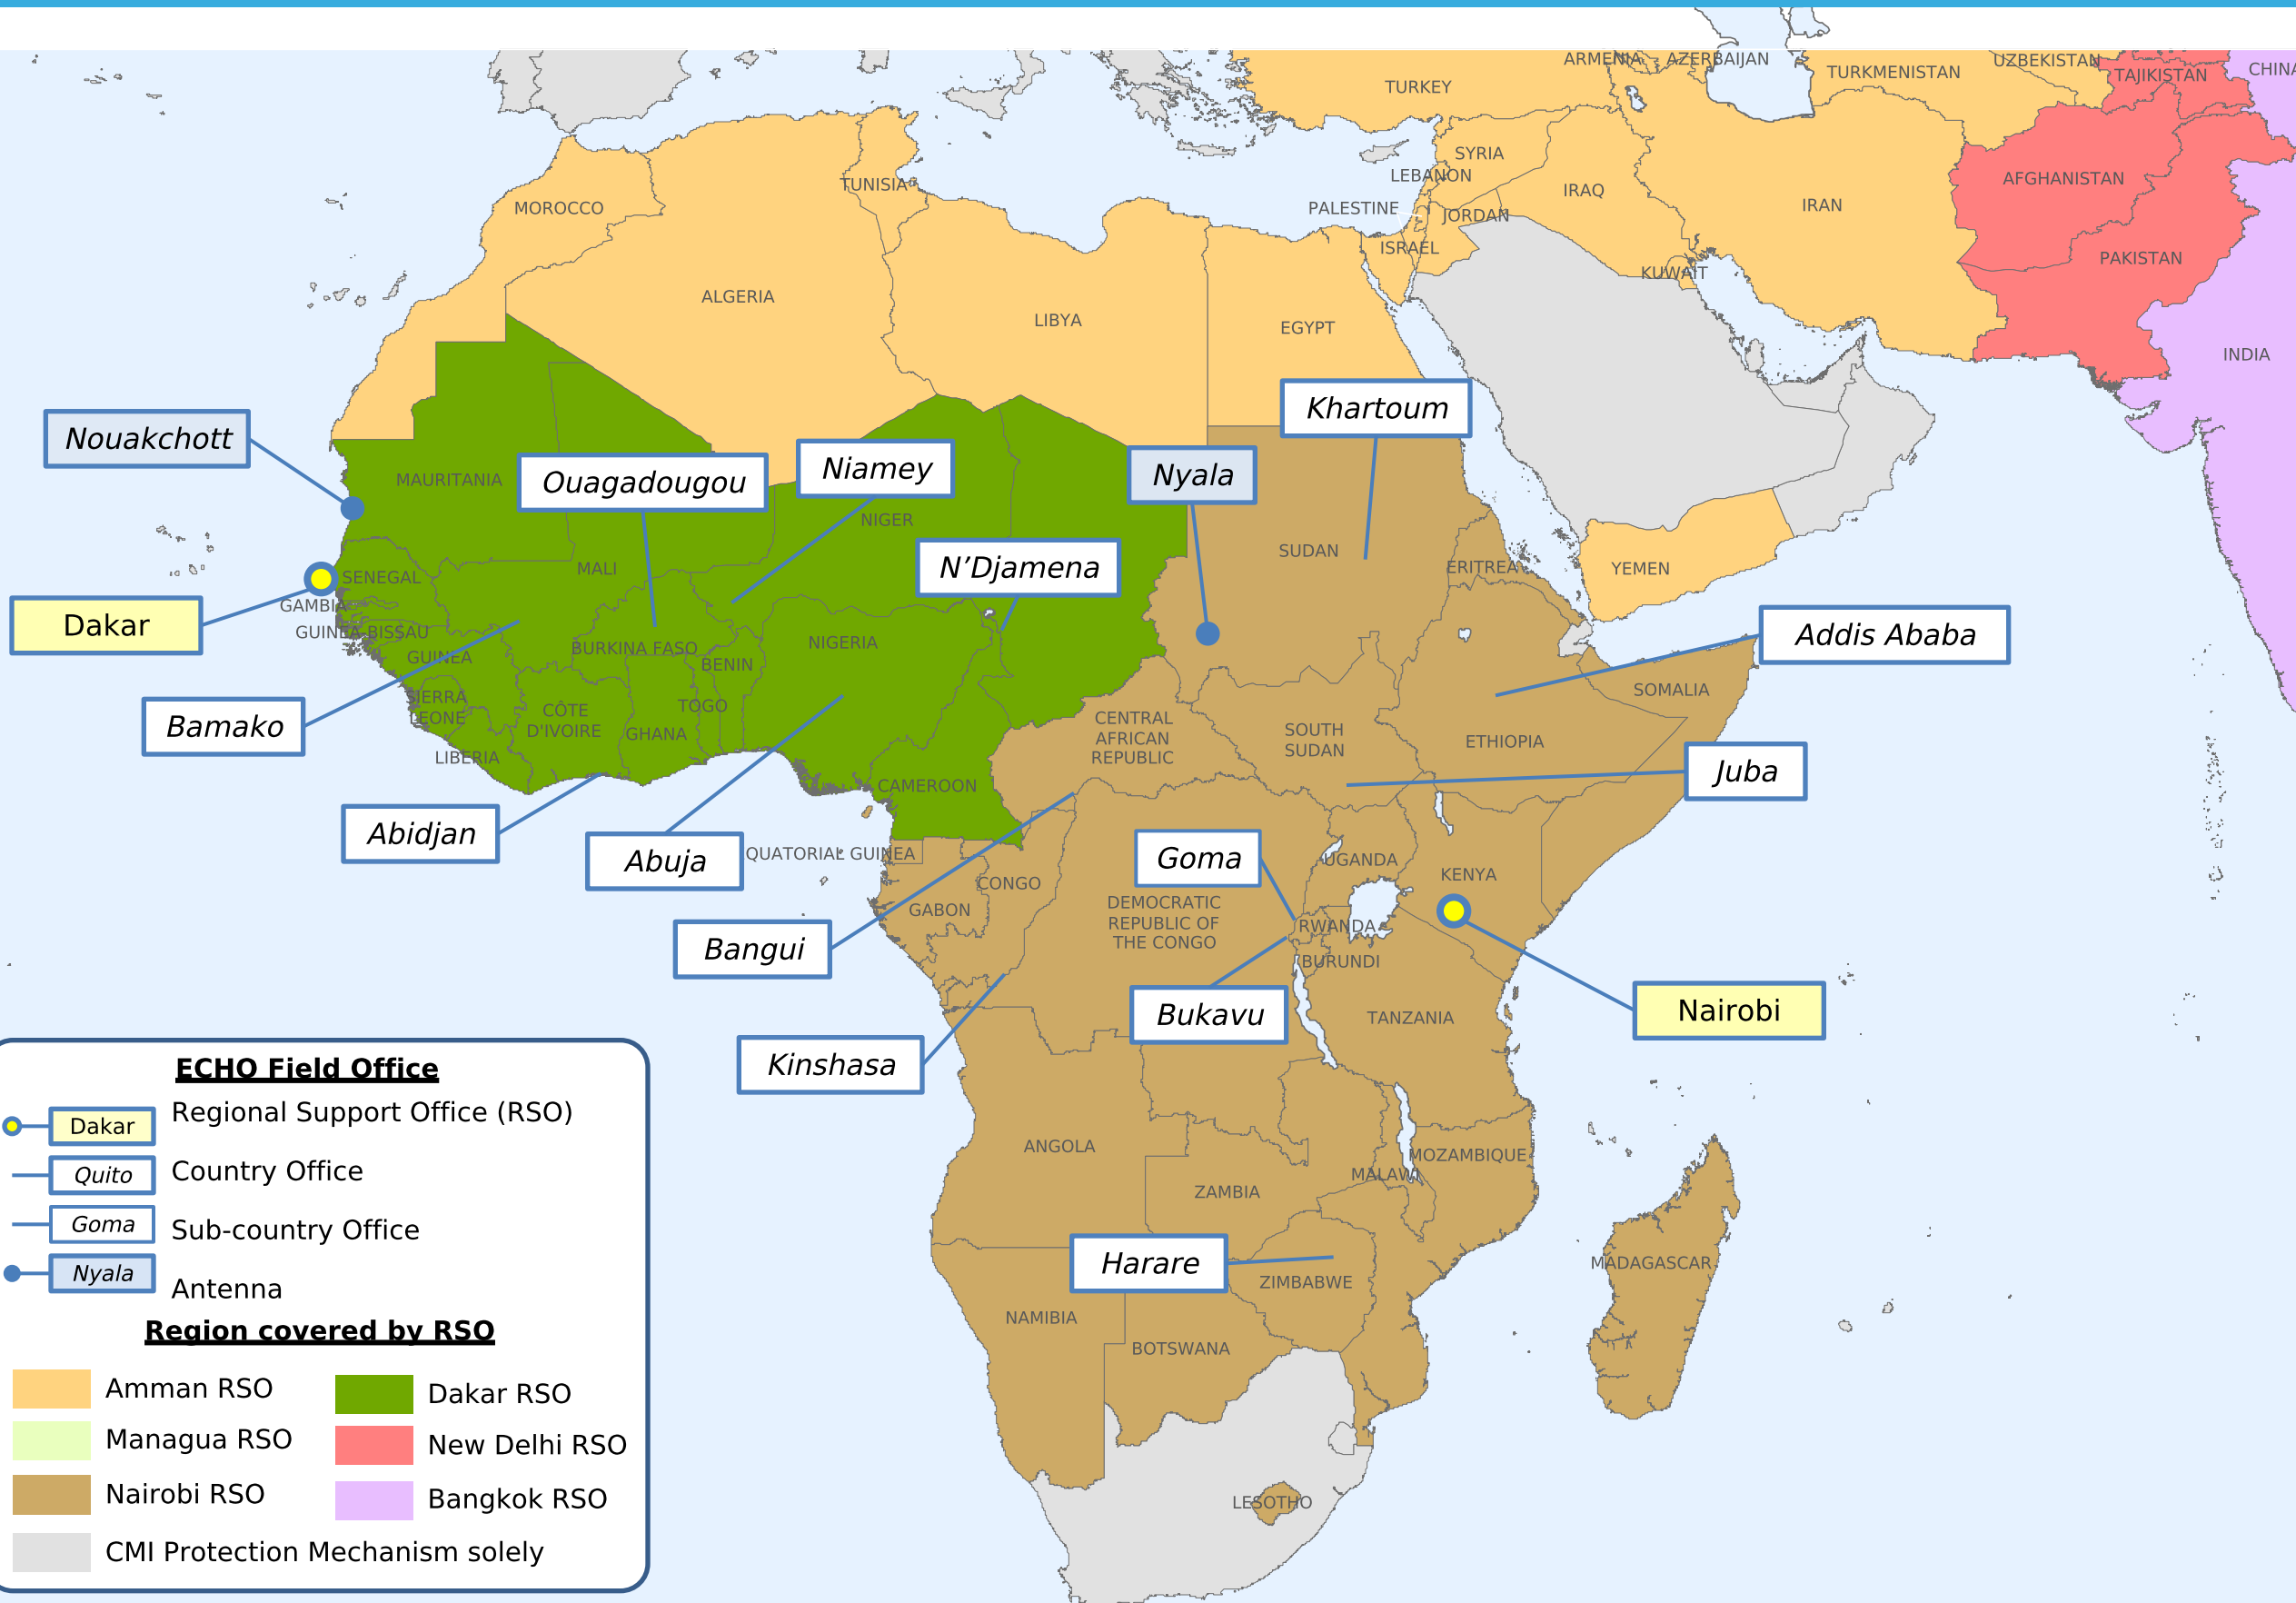 ARMENIA
AZERBAIJAN
UZBEKISTAN
TAJIKISTAN
CHINA
TURKMENISTAN
TURKEY
SYRIA
LEBANON
AFGHANISTAN
TUNISIA
IRAQ
MOROCCO
PALESTINE
JORDAN
IRAN
ISRAEL
PAKISTAN
KUWAIT
ALGERIA
LIBYA
EGYPT
INDIA
Khartoum
Nouakchott
Niamey
Nyala
MAURITANIA
Ouagadougou
NIGER
SUDAN
N’Djamena
ERITREA
YEMEN
MALI
SENEGAL
GAMBIA
Dakar
GUINEA-BISSAU
Addis Ababa
NIGERIA
BURKINA FASO
GUINEA
BENIN
SOMALIA
SIERRA
LEONE
TOGO
CÔTE
D'IVOIRE
GHANA
Bamako
CENTRAL
AFRICAN
REPUBLIC
SOUTH
SUDAN
ETHIOPIA
LIBERIA
Juba
CAMEROON
Abidjan
Abuja
QUATORIAL GUINEA
Goma
UGANDA
KENYA
CONGO
GABON
DEMOCRATIC
REPUBLIC OF
THE CONGO
RWANDA
Bangui
BURUNDI
Nairobi
Bukavu
TANZANIA
Kinshasa
ANGOLA
MOZAMBIQUE
MALAWI
ZAMBIA
Harare
MADAGASCAR
ZIMBABWE
NAMIBIA
BOTSWANA
LESOTHO
ECHO Field Office
Dakar Regional Support Office (RSO)
Quito Country Office
Goma Sub-country Office
Nyala Antenna
Region covered by RSO
Amman RSO
Dakar RSO
Managua RSO
New Delhi RSO
Nairobi RSO
Bangkok RSO
CMI Protection Mechanism solely